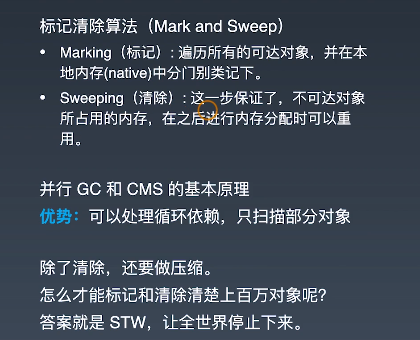 标记清除算法（Mark and Sweep）
• Marking（标记）: 遍历所有的可达对象，并在本
地内存(native)中分门别类记下。
• Sweeping（清除）: 这一步保证了，不可达对象
所占用的内存，在之后进行内存分配时可以重
用。
并行 GC 和 CMS 的基本原理
优势：可以处理循环依赖，只扫描部分对象
除了清除，还要做压缩。
怎么才能标记和清除清楚上百万对象呢？
答案就是 STW，让全世界停止下来。